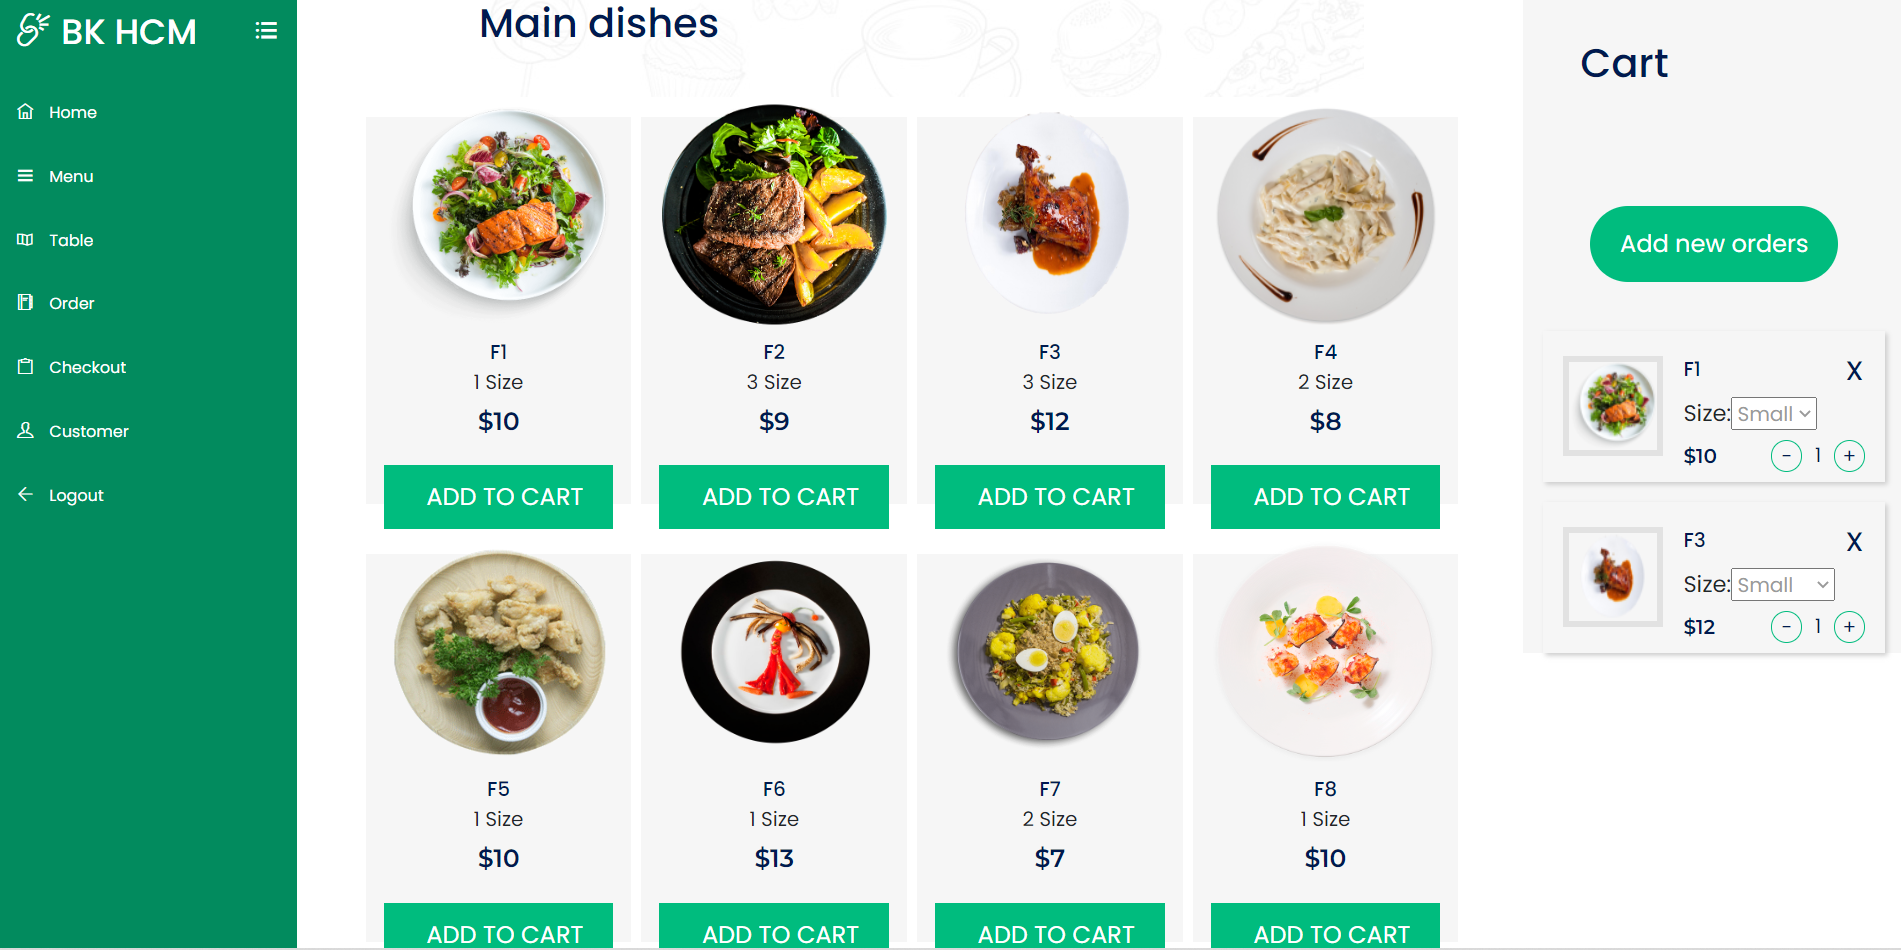 BK HCM
Home
Menu
Table
Order
Checkout
Customer
Logout
Main dishes
F1
1 Size
$10
ADD TO CART
F2
3 Size
$9
ADD TO CART
F3
3 Size
$12
ADD TO CART
F4
2 Size
$8
ADD TO CART
F5
1 Size
$10
ADD TO CART
F6
1 Size
$13
ADD TO CART
F7
2 Size
$7
ADD TO CART
F8
1 Size
$10
ADD TO CART
Cart
Add new orders
F1 X
Size: Small
$10 - 1 +
F3 X
Size: Small
$12 - 1 +